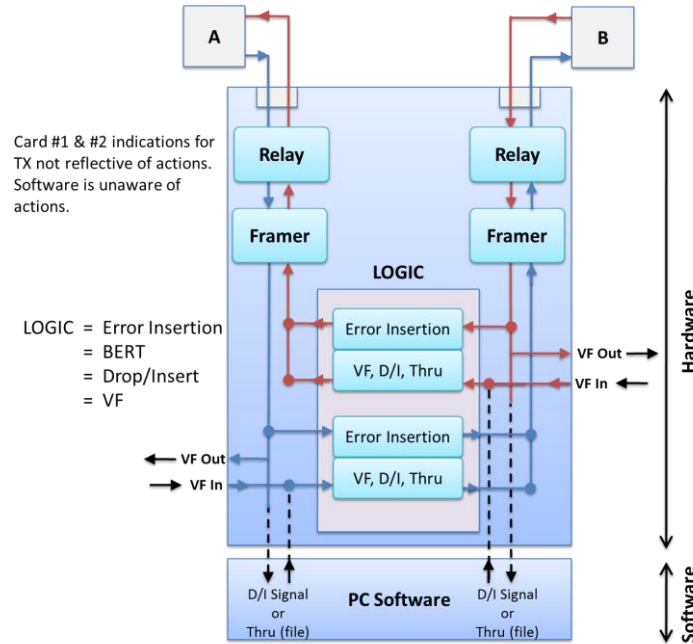 A
B
Card #1 & #2 indications for
TX not reflective of actions.
Software is unaware of
actions.
Relay
Relay
Framer
Framer
LOGIC
LOGIC = Error Insertion
= BERT
= Drop/Insert
= VF
Error Insertion
VF, D/I, Thru
VF Out
VF In
Error Insertion
VF, D/I, Thru
VF Out
VF In
Hardware
D/I Signal
or
Thru (file)
PC Software
D/I Signal
or
Thru (file)
Software